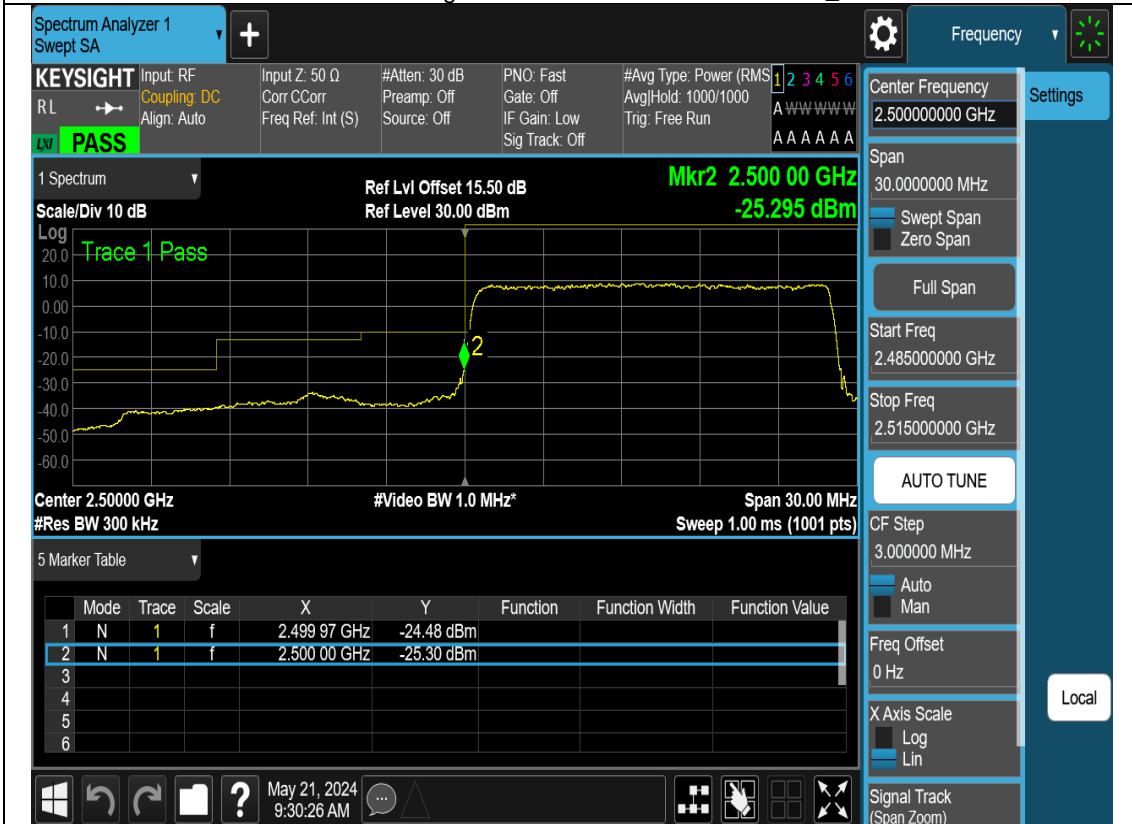 Spectrum Analyzer 1
Swept SA
+
Frequency
KEYSIGHT
RL
LXI
PASS
Input: RF
Coupling: DC
Align: Auto
Input Z: 50 Ω
Corr CCorr
Freq Ref: Int (S)
#Atten: 30 dB
Preamp: Off
Source: Off
PNO: Fast
Gate: Off
IF Gain: Low
Sig Track: Off
#Avg Type: Power (RMS
Avg|Hold: 1000/1000
Trig: Free Run
1 2 3 4 5 6
A W W W W W
A A A A A A
1 Spectrum
Scale/Div 10 dB
Ref Lvl Offset 15.50 dB
Ref Level 30.00 dBm
Mkr2 2.500 00 GHz
-25.295 dBm
Log
Trace 1 Pass
20.0
10.0
0.00
-10.0
-20.0
-30.0
-40.0
-50.0
-60.0
2
Center 2.50000 GHz
#Video BW 1.0 MHz*
Span 30.00 MHz
#Res BW 300 kHz
Sweep 1.00 ms (1001 pts)
5 Marker Table
Mode Trace Scale X Y Function Function Width Function Value
1 N 1 f 2.499 97 GHz -24.48 dBm
2 N 1 f 2.500 00 GHz -25.30 dBm
3
4
5
6
?
May 21, 2024
9:30:26 AM
Center Frequency
2.500000000 GHz
Settings
Span
30.0000000 MHz
Swept Span
Zero Span
Full Span
Start Freq
2.485000000 GHz
Stop Freq
2.515000000 GHz
AUTO TUNE
CF Step
3.000000 MHz
Auto
Man
Freq Offset
0 Hz
Local
X Axis Scale
Log
Lin
Signal Track
(Span Zoom)